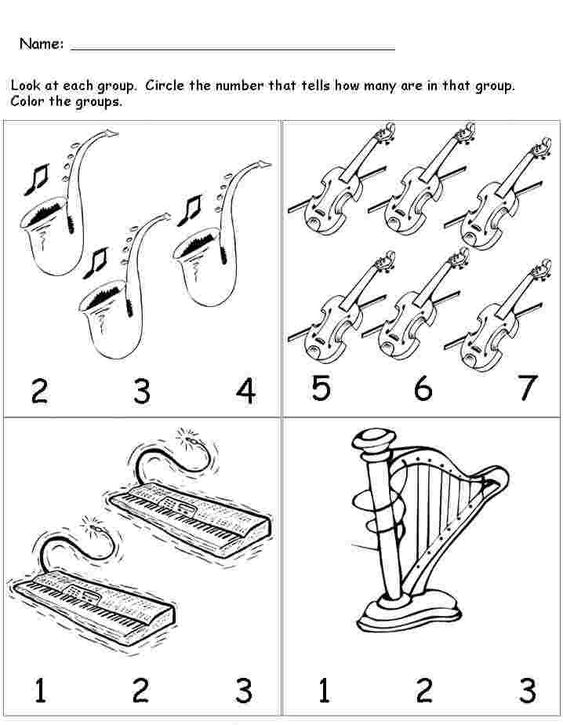 Name:
Look at each group. Circle the number that tells how many are in that group.
Color the groups.
2 3 4
5 6 7
1 2 3
1 2 3